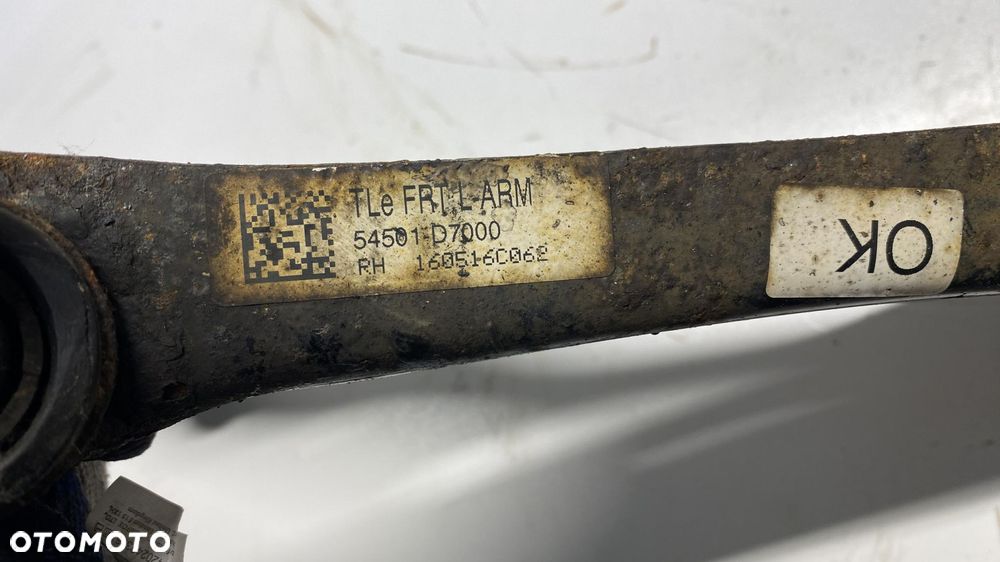 TLe FRT L-ARM
54501-D7000
RH 160516C062
OK
OTOMOTO